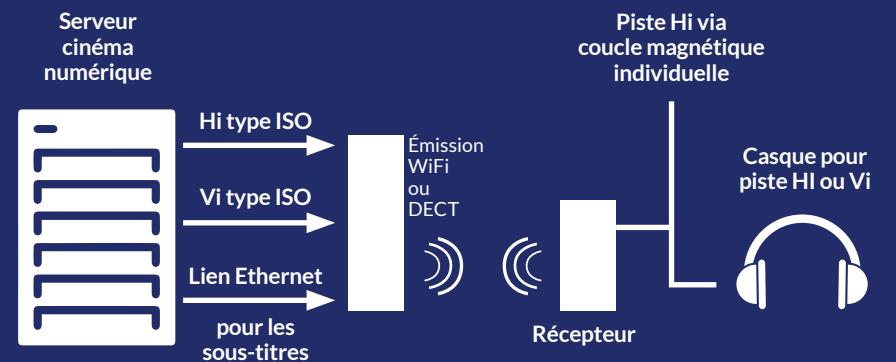 Serveur
cinéma
numérique
Hi type ISO
Vi type ISO
Lien Ethernet
pour les
sous-titres
Émission
WiFi
ou
DECT
Récepteur
Piste Hi via
coucle magnétique
individuelle
Casque pour
piste HI ou Vi